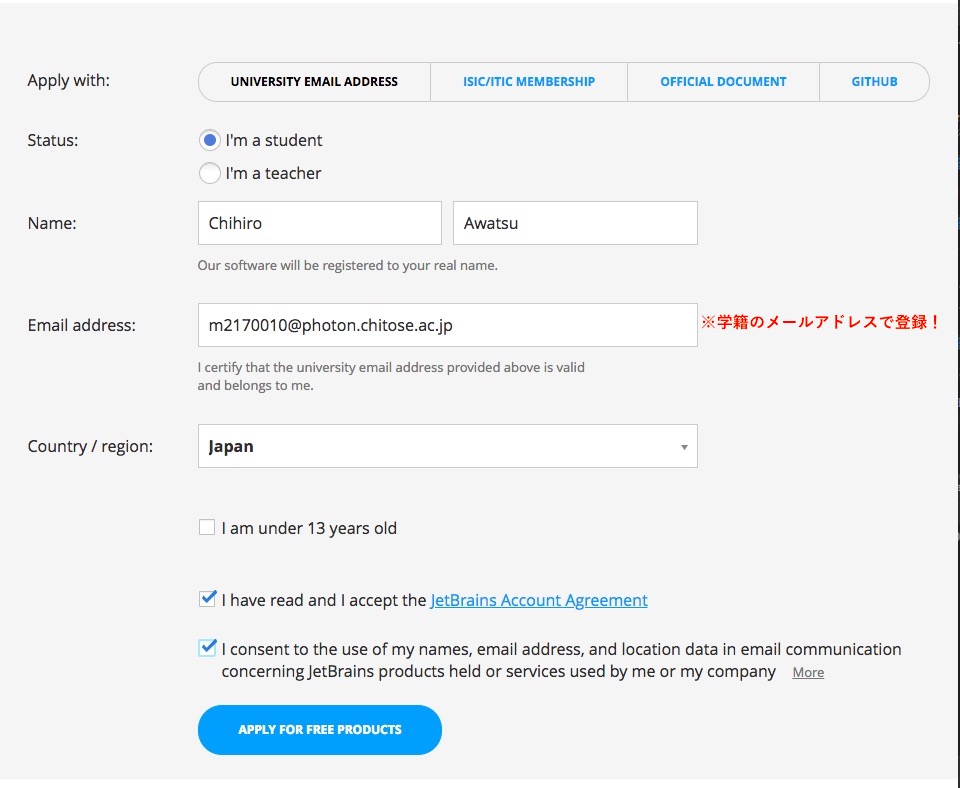 Apply with:
UNIVERSITY EMAIL ADDRESS
ISIC/ITIC MEMBERSHIP
OFFICIAL DOCUMENT
GITHUB
Status:
I'm a student
I'm a teacher
Name:
Chihiro
Awatsu
Our software will be registered to your real name.
Email address:
m2170010@photon.chitose.ac.jp
※学籍のメールアドレスで登録！
I certify that the university email address provided above is valid
and belongs to me.
Country / region:
Japan
I am under 13 years old
I have read and I accept the JetBrains Account Agreement
I consent to the use of my names, email address, and location data in email communication
concerning JetBrains products held or services used by me or my company More
APPLY FOR FREE PRODUCTS